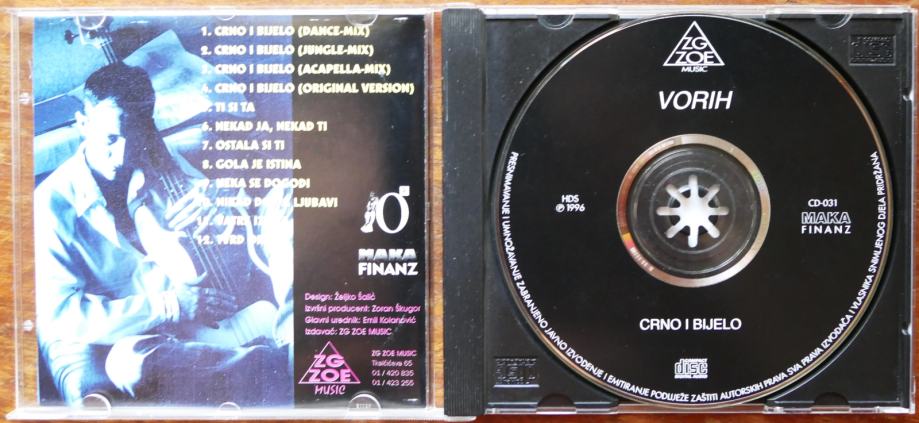 1. CRNO I BIJELO (DANCE-MIX)
2. CRNO I BIJELO (JUNGLE-MIX)
3. CRNO I BIJELO (ACAPELLA-MIX)
4. CRNO I BIJELO (ORIGINAL VERSION)
5. TI SI TA
6. NEKAD JA, NEKAD TI
7. OSTALA SI TI
8. GOLA JE ISTINA
9. NEKA SE DOGODI
10. NIKAD LJUBAVI
MAKA
FINANZ
Design: Željko Šalić
Izvršni producent: Zoran Škugor
Glavni urednik: Emil Kolanović
Izdavač: ZG ZOE MUSIC
ZG
ZOE
MUSIC
ZG ZOE MUSIC
Tkalčićeva 65
01 / 420 835
01 / 423 255
ZG
ZOE
MUSIC
VORIH
HDS
℗ 1996
CD-031
MAKA
FINANZ
CRNO I BIJELO
COMPACT
disc
DIGITAL AUDIO
PRESNIMAVANJE I UMNOŽAVANJE ZABRANJENO JAVNO IZVOĐENJE I EMITIRANJE PODLIJEŽE ZAŠTITI AUTORSKIH PRAVA SVA PRAVA IZVOĐAČA I VLASNIKA SNIMLJENOG DJELA PRIDRŽANA